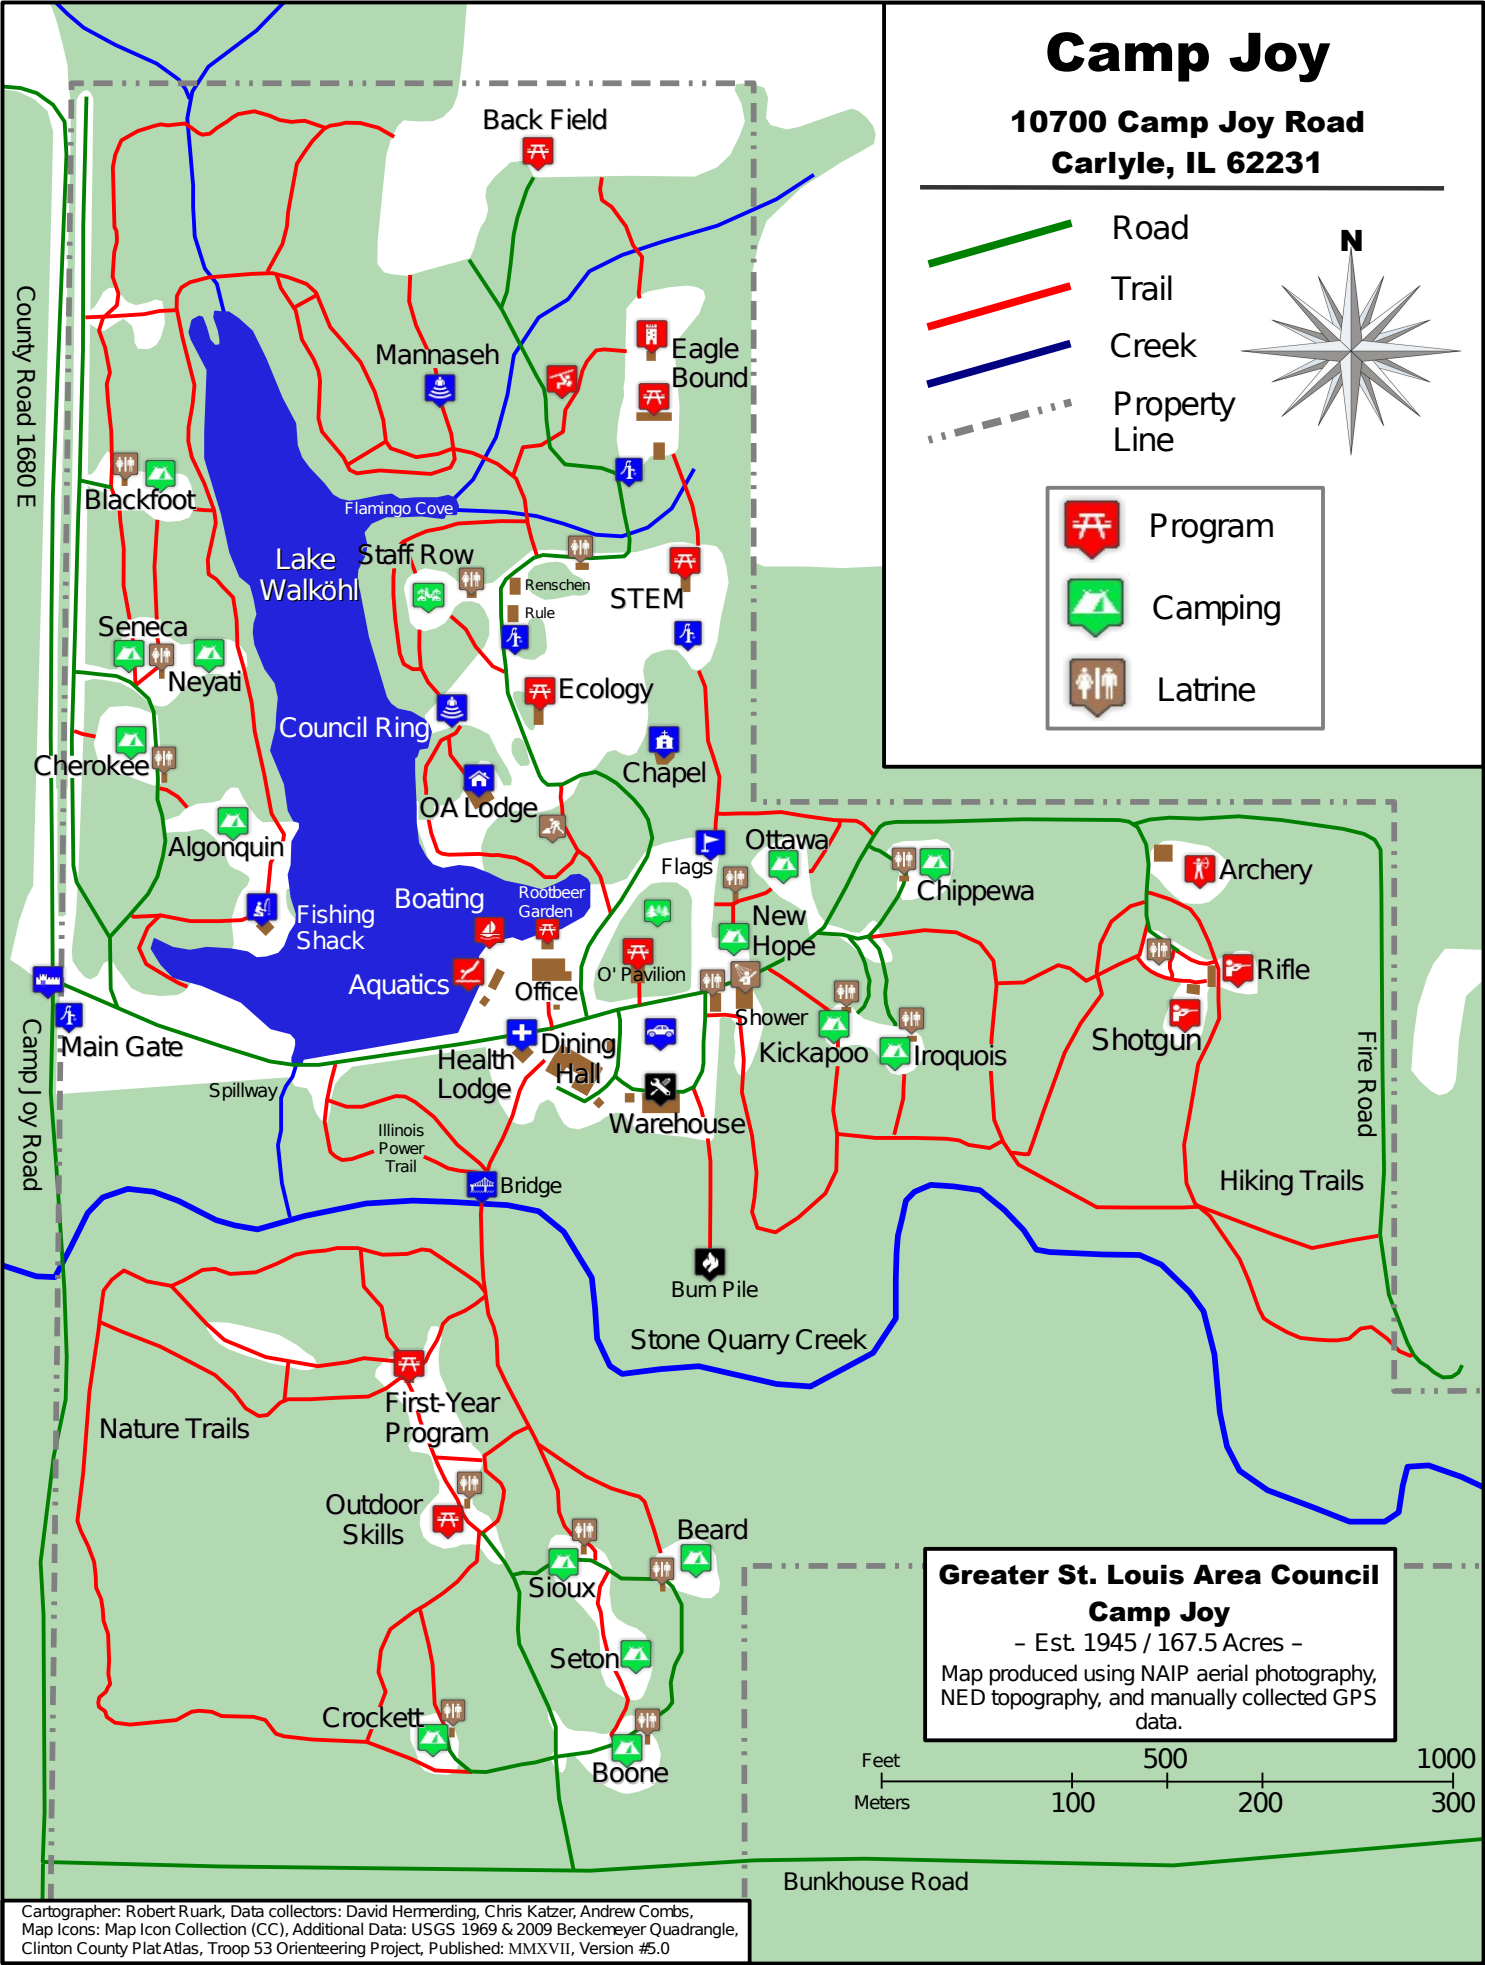 Camp Joy
10700 Camp Joy Road
Carlyle, IL 62231
Road
Trail
Creek
Property
Line
N
Program
Camping
Latrine
Back Field
County Road 1680 E
Mannaseh
Eagle
Bound
Blackfoot
Flamingo Cove
Lake
Walköhl
Staff Row
Renschen
Rule
STEM
Seneca
Neyati
Ecology
Council Ring
Cherokee
Chapel
OA Lodge
Algonquin
Flags
Ottawa
Chippewa
Archery
Boating
Rootbeer
Garden
Fishing
Shack
New
Hope
Aquatics
Office
O' Pavilion
Rifle
Shower
Shotgun
Main Gate
Health
Lodge
Dining
Hall
Kickapoo
Iroquois
Fire Road
Camp Joy Road
Spillway
Warehouse
Illinois
Power
Trail
Bridge
Hiking Trails
Burn Pile
Stone Quarry Creek
First-Year
Program
Nature Trails
Outdoor
Skills
Beard
Sioux
Seton
Crockett
Boone
Greater St. Louis Area Council
Camp Joy
– Est. 1945 / 167.5 Acres –
Map produced using NAIP aerial photography,
NED topography, and manually collected GPS
data.
Feet
500
1000
Meters
100
200
300
Bunkhouse Road
Cartographer: Robert Ruark, Data collectors: David Hermerding, Chris Katzer, Andrew Combs,
Map Icons: Map Icon Collection (CC), Additional Data: USGS 1969 & 2009 Beckemeyer Quadrangle,
Clinton County Plat Atlas, Troop 53 Orienteering Project, Published: MMXVII, Version #5.0